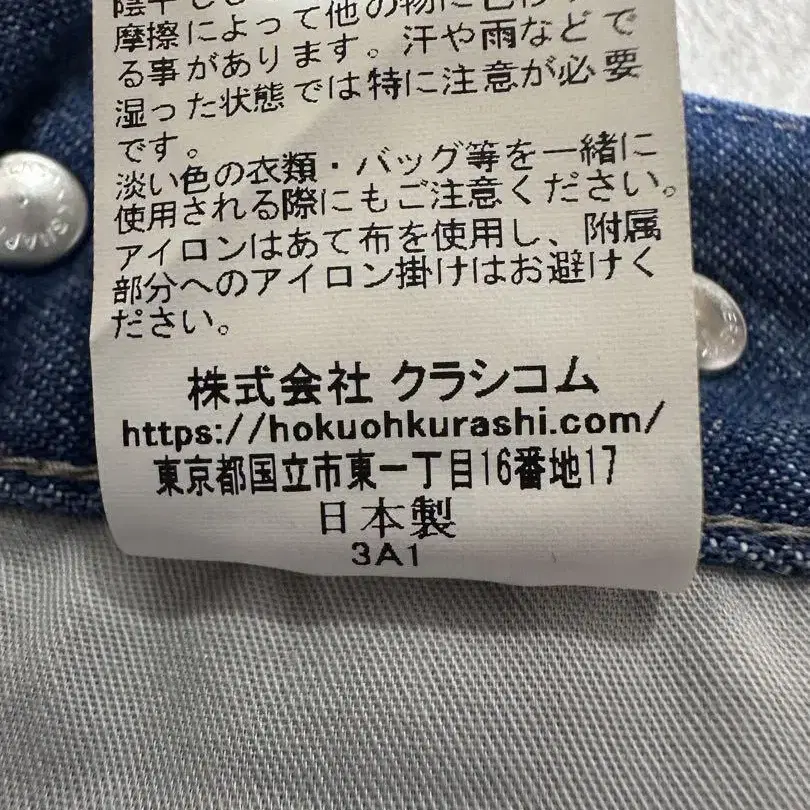 摩擦によって他の物に色移り
る事があります。汗や雨などで
湿った状態では特に注意が必要
です。
淡い色の衣類・バッグ等を一緒に
使用される際にもご注意ください。
アイロンはあて布を使用し、附属
部分へのアイロン掛けはお避けく
ださい。
株式会社 クラシコム
https://hokuohkurashi.com/
東京都国立市東一丁目16番地17
日本製
3A1